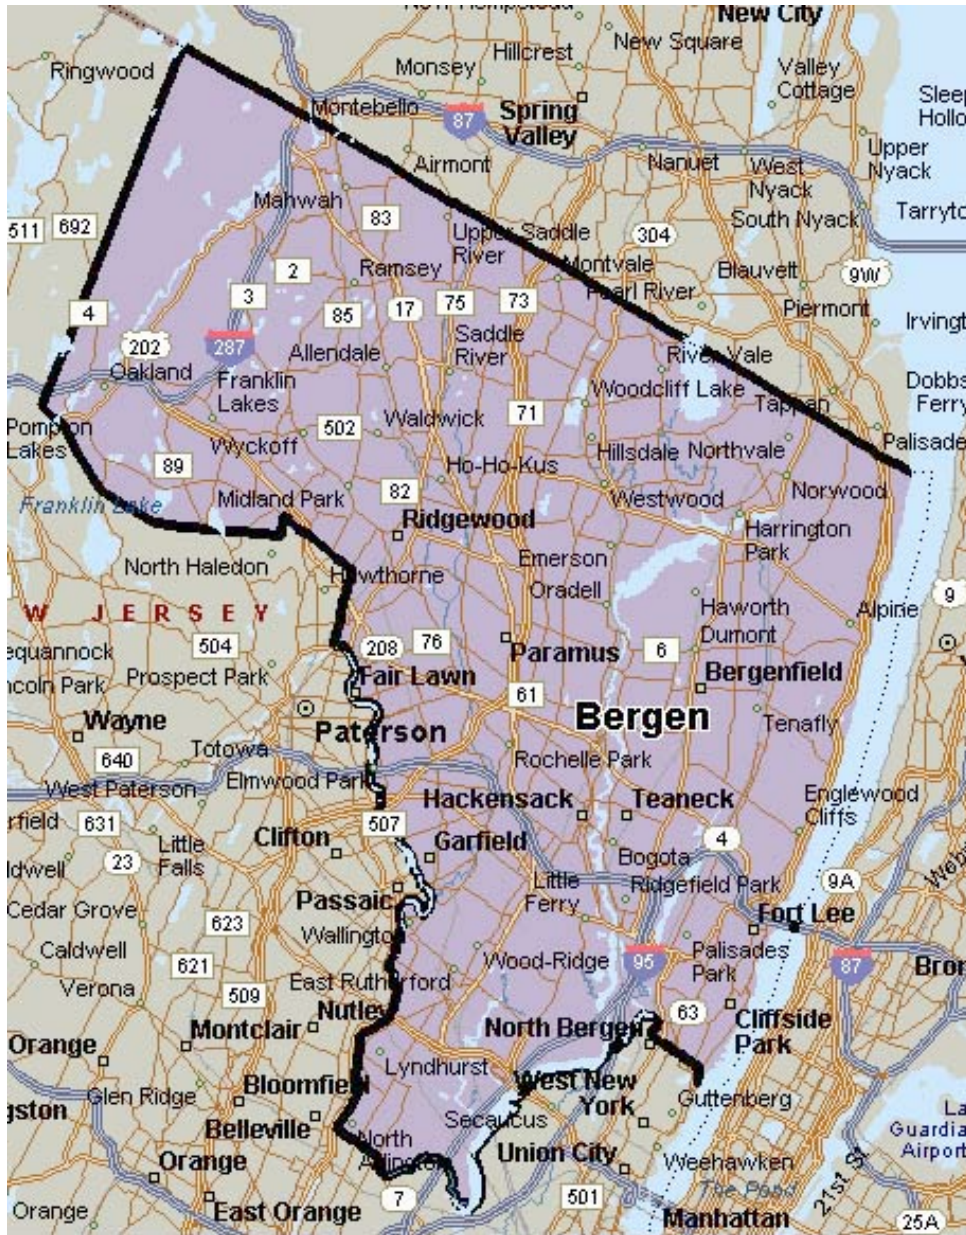 New Hempstead
New City
Hillcrest
New Square
Ringwood
Monsey
Valley
Cottage
Montebello
87
Spring
Valley
Airmont
Nanuet
West
Nyack
Upper
Nyack
Mahwah
83
South Nyack
511
692
Upper Saddle
River
304
2
Ramsey
Montvale
Blauvelt
9W
Pearl River
3
17
75
73
Piermont
4
85
202
287
Allendale
Saddle
River
River Vale
Oakland
Franklin
Lakes
Woodcliff Lake
Dobbs
Ferry
Tappan
Waldwick
71
Pompton
Lakes
Wyckoff
502
Hillsdale
Northvale
89
Ho-Ho-Kus
Franklin Lake
Midland Park
82
Westwood
Norwood
Ridgewood
Harrington
Park
North Haledon
Emerson
Hawthorne
Oradell
9
W JERSEY
Haworth
Alpine
504
208
76
Dumont
equannock
Paramus
6
ncoln Park
Prospect Park
Fair Lawn
Bergenfield
61
Wayne
Paterson
Bergen
Tenafly
640
Totowa
Rochelle Park
West Paterson
Elmwood Park
Hackensack
Teaneck
Englewood
Cliffs
rfield
631
507
Clifton
Garfield
4
23
Little
Falls
Bogota
ldwell
Passaic
Little
Ferry
Ridgefield Park
9A
Cedar Grove
Fort Lee
623
Wallington
Caldwell
Palisades
Park
621
Wood-Ridge
95
87
East Rutherford
Verona
509
Nutley
63
Montclair
North Bergen
Cliffside
Park
Orange
Lyndhurst
Glen Ridge
Bloomfield
West New
York
gston
Guttenberg
Secaucus
La
Guardia
Airport
Belleville
North
Arlington
Union City
Orange
Weehawken
The Pond
21st St
7
501
East Orange
Manhattan
Orange
25A